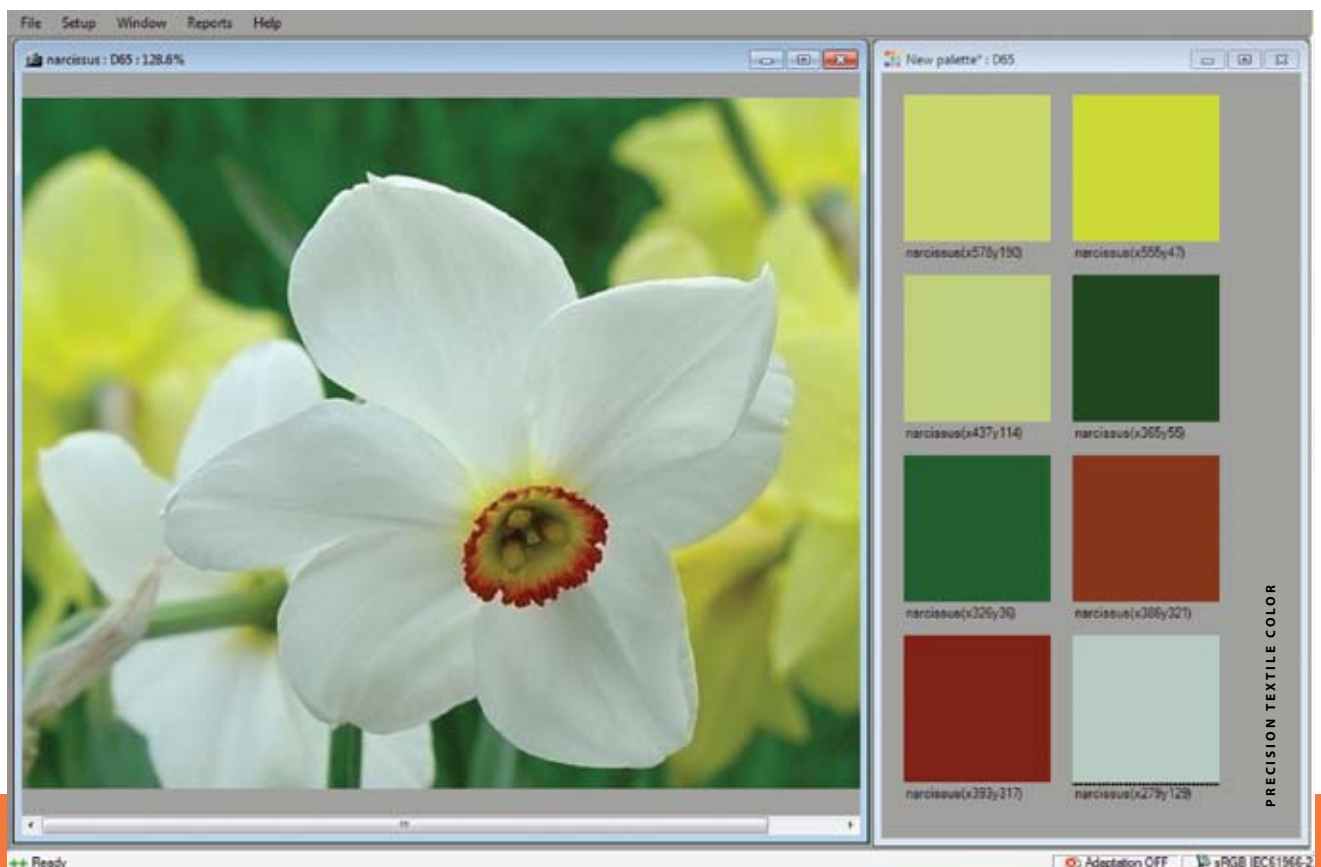 File Setup Window Reports Help
narcissus : D65 : 128.6%
New palette* : D65
narcissus(x578y190) narcissus(x555y47)
narcissus(x437y114) narcissus(x365y55)
narcissus(x326y36) narcissus(x386y321)
narcissus(x393y317) narcissus(x279y129)
PRECISION TEXTILE COLOR
Ready
Adaptation OFF sRGB IEC61966-2